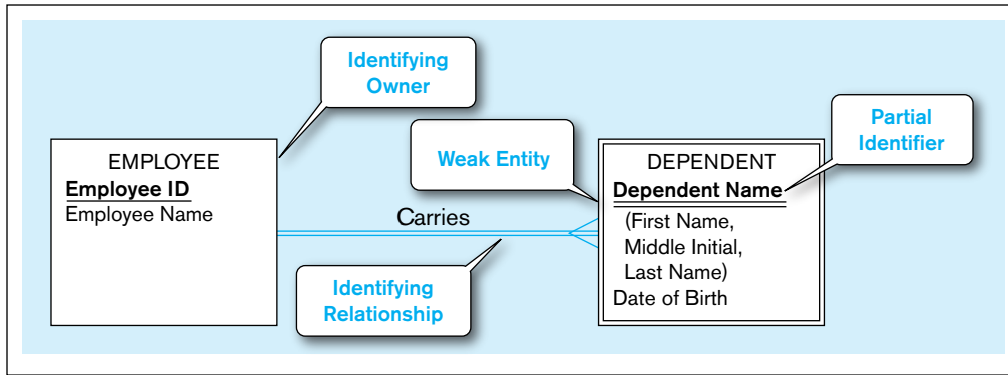 Identifying
Owner
Partial
Identifier
Weak Entity
EMPLOYEE
Employee ID
Employee Name
Carries
DEPENDENT
Dependent Name
(First Name,
Middle Initial,
Last Name)
Date of Birth
Identifying
Relationship